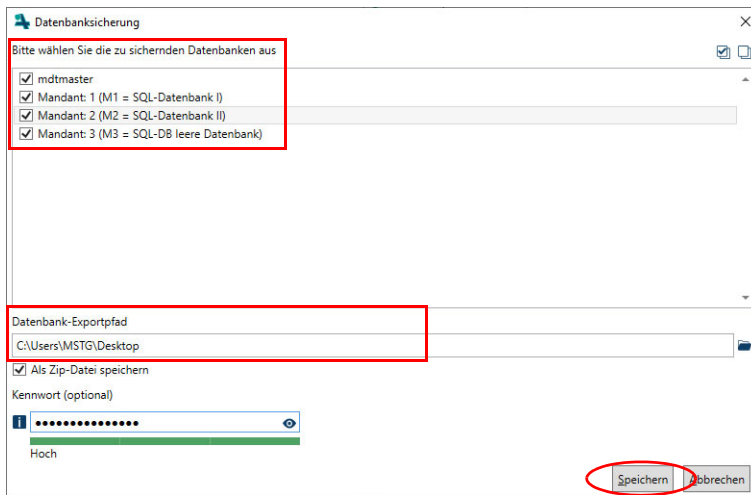 Datenbanksicherung
Bitte wählen Sie die zu sichernden Datenbanken aus
mdtmaster
Mandant: 1 (M1 = SQL-Datenbank I)
Mandant: 2 (M2 = SQL-Datenbank II)
Mandant: 3 (M3 = SQL-DB leere Datenbank)
Datenbank-Exportpfad
C:\Users\MSTG\Desktop
Als Zip-Datei speichern
Kennwort (optional)
i ●●●●●●●●●●●●●●●
Hoch
Speichern Abbrechen